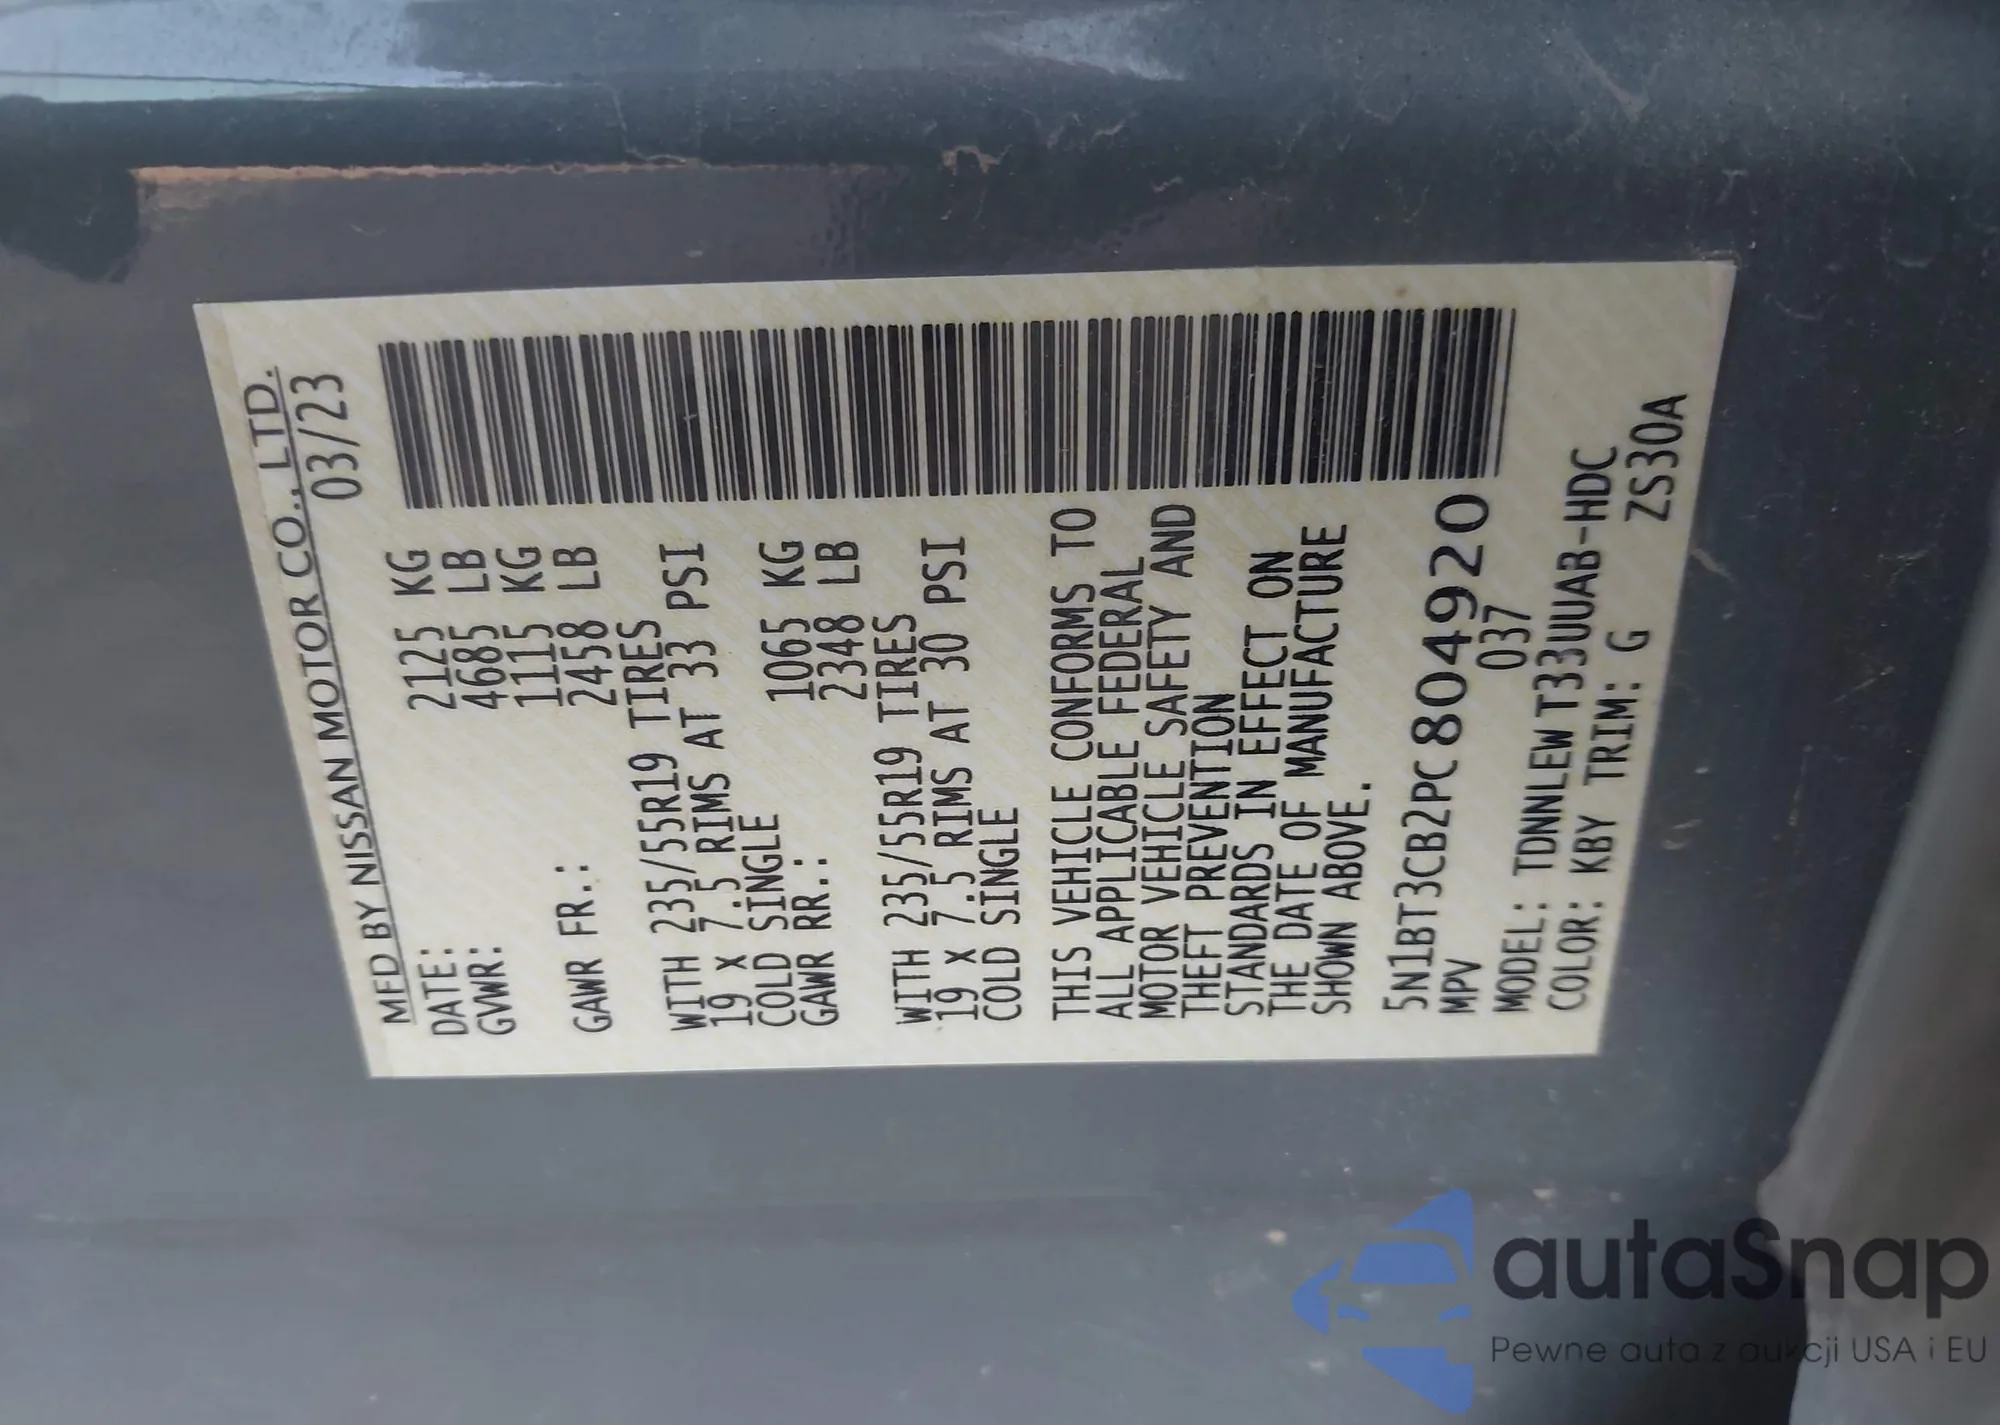 MFD BY NISSAN MOTOR CO., LTD.
DATE: 03/23
GVWR: 2125 KG
4685 LB
GAWR FR.: 1115 KG
2458 LB
WITH 235/55R19 TIRES
19 x 7.5 RIMS AT 33 PSI
COLD SINGLE
GAWR RR.: 1065 KG
2348 LB
WITH 235/55R19 TIRES
19 x 7.5 RIMS AT 30 PSI
COLD SINGLE
THIS VEHICLE CONFORMS TO
ALL APPLICABLE FEDERAL
MOTOR VEHICLE SAFETY AND
THEFT PREVENTION
STANDARDS IN EFFECT ON
THE DATE OF MANUFACTURE
SHOWN ABOVE.
5N1BT3CB2PC804920
MPV 037
MODEL: TDNNLEWT33UUAB-HDC
COLOR: KBY TRIM: G ZS30A
autaSnap
Pewne auta z aukcji USA i EU